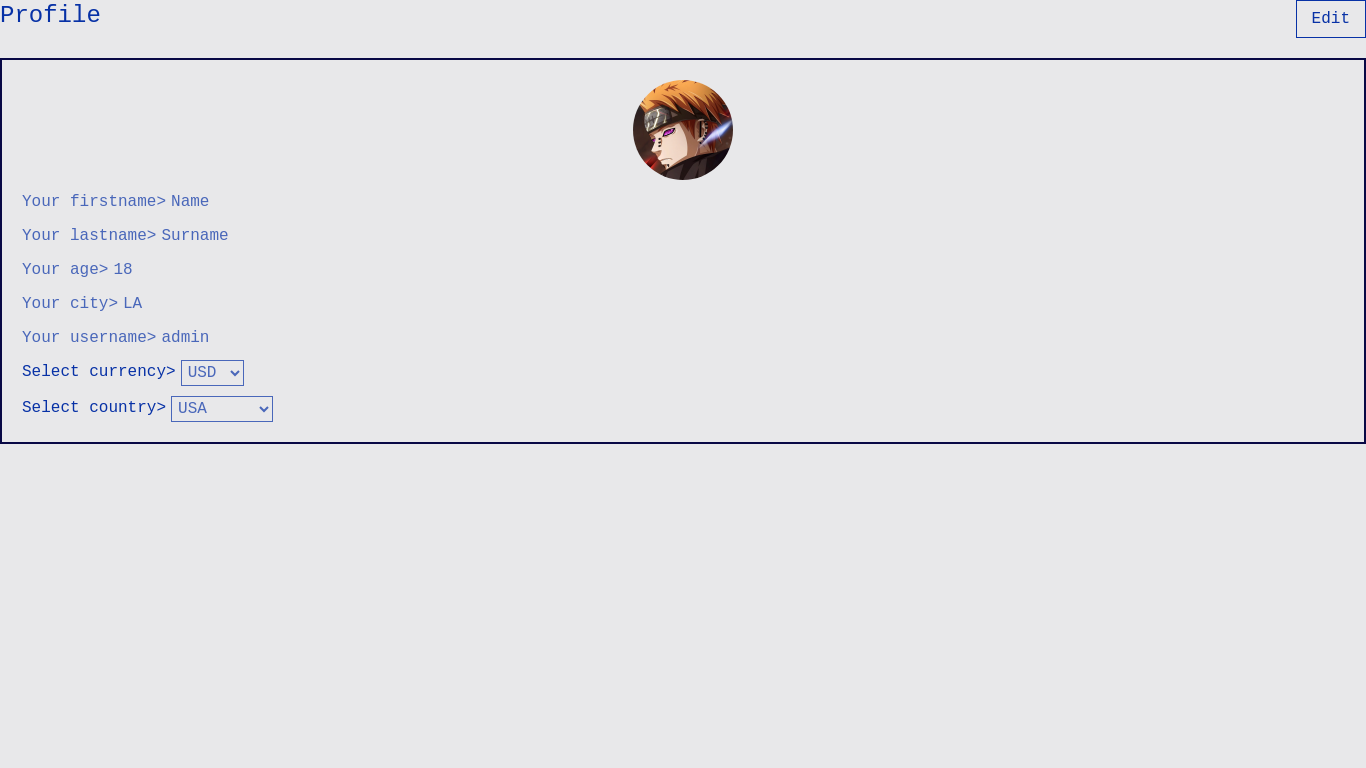 Profile
Edit
Your firstname> Name
Your lastname> Surname
Your age> 18
Your city> LA
Your username> admin
Select currency> USD
Select country> USA